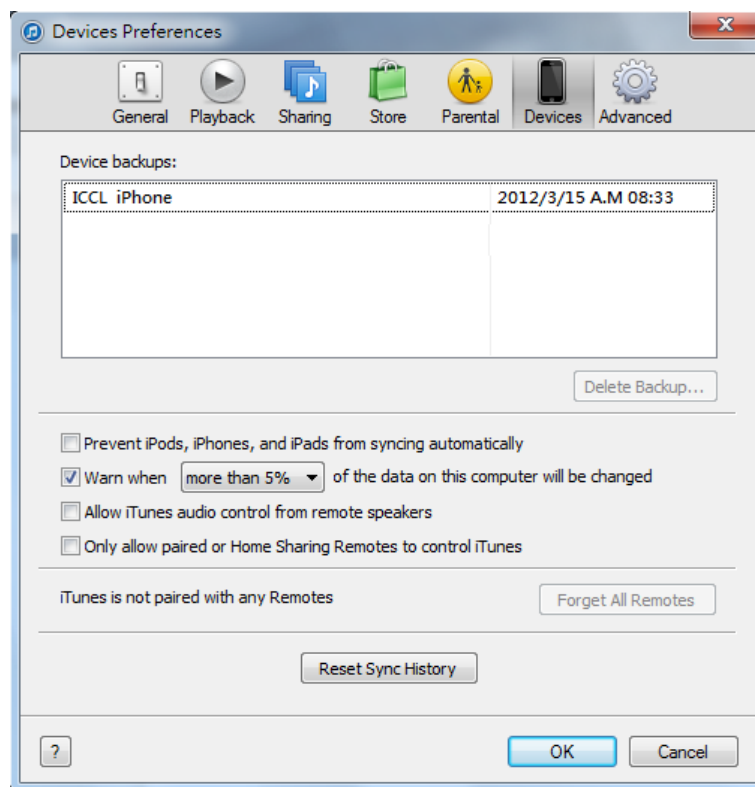 Devices Preferences
General Playback Sharing Store Parental Devices Advanced
Device backups:
ICCL iPhone 2012/3/15 A.M 08:33
Delete Backup...
Prevent iPods, iPhones, and iPads from syncing automatically
Warn when more than 5% of the data on this computer will be changed
Allow iTunes audio control from remote speakers
Only allow paired or Home Sharing Remotes to control iTunes
iTunes is not paired with any Remotes Forget All Remotes
Reset Sync History
? OK Cancel